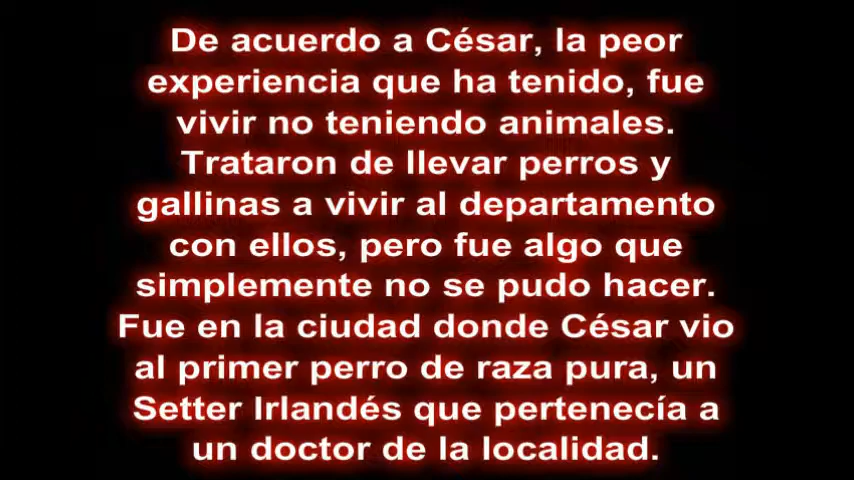 De acuerdo a César, la peor
experiencia que ha tenido, fue
vivir no teniendo animales.
Trataron de llevar perros y
gallinas a vivir al departamento
con ellos, pero fue algo que
simplemente no se pudo hacer.
Fue en la ciudad donde César vio
al primer perro de raza pura, un
Setter Irlandés que pertenecía a
un doctor de la localidad.